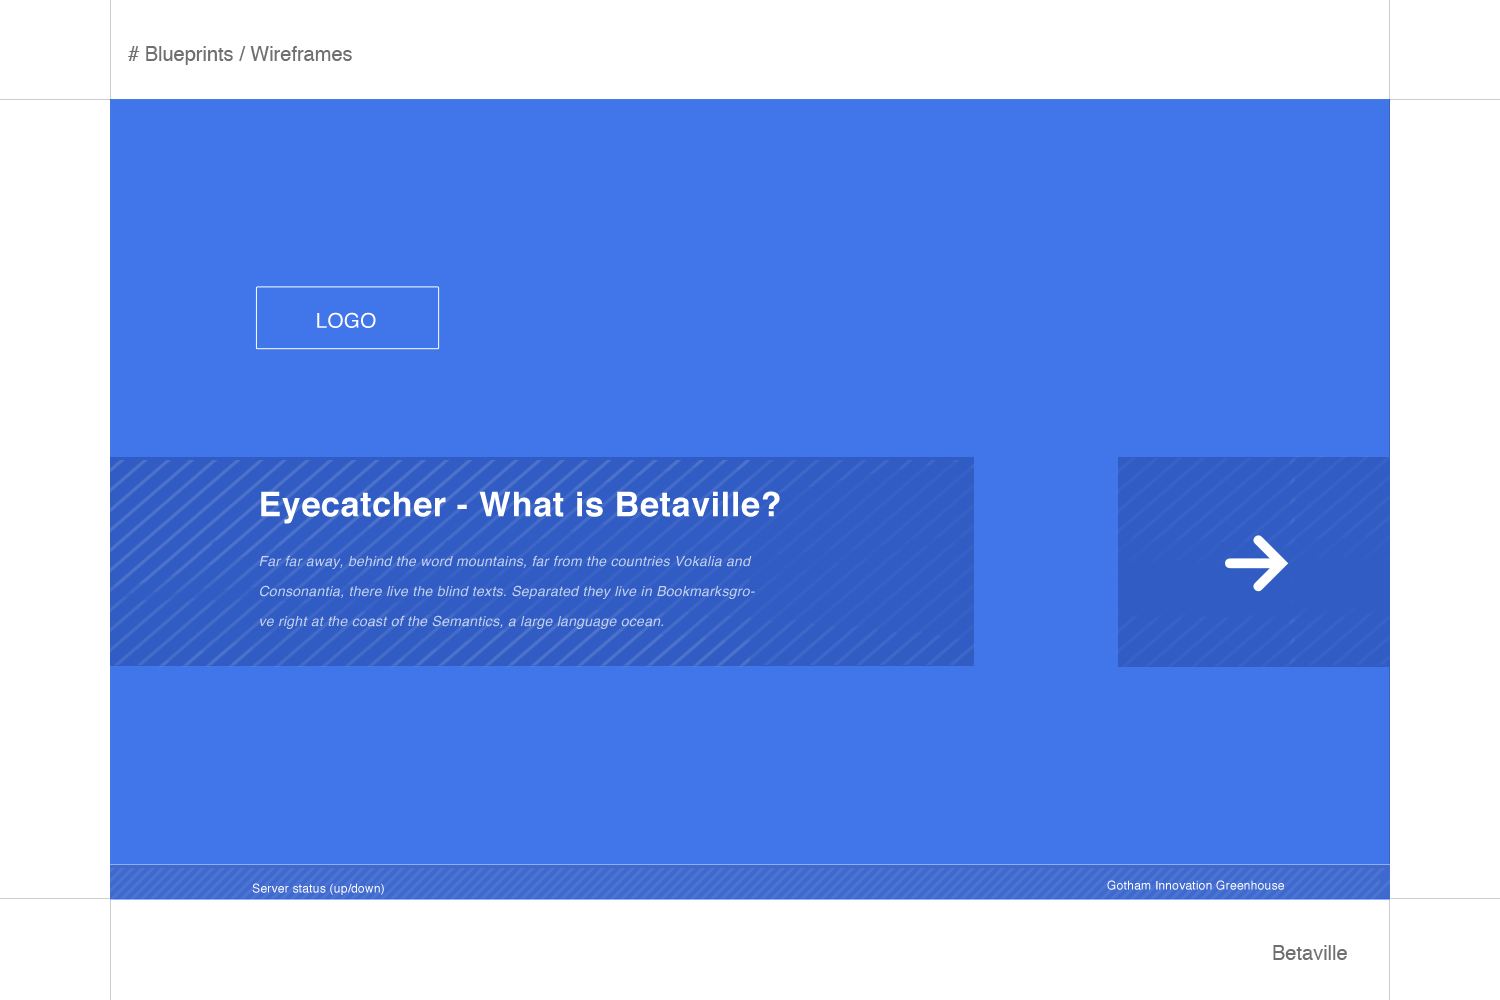 # Blueprints / Wireframes
LOGO
Eyecatcher - What is Betaville?
Far far away, behind the word mountains, far from the countries Vokalia and
Consonantia, there live the blind texts. Separated they live in Bookmarksgro-
ve right at the coast of the Semantics, a large language ocean.
Server status (up/down)
Gotham Innovation Greenhouse
Betaville